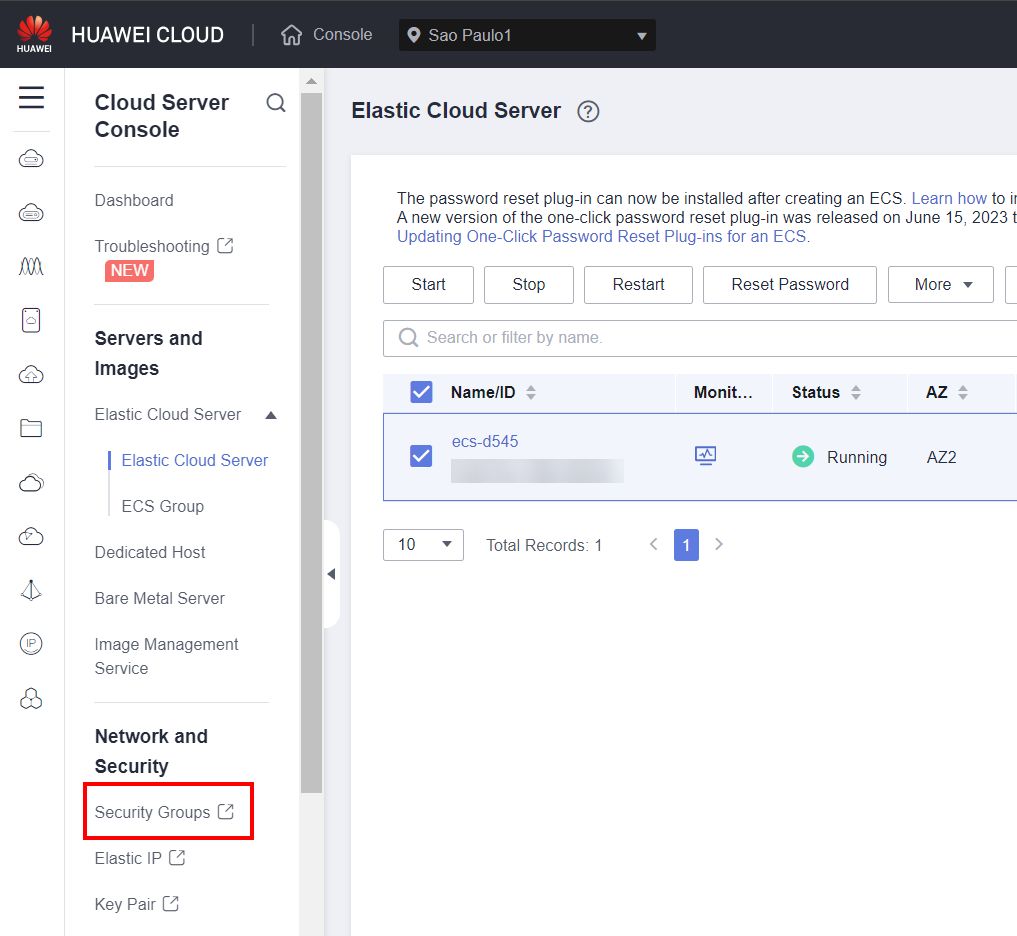 HUAWEI
HUAWEI CLOUD
Console
Sao Paulo1
Cloud Server
Console
Dashboard
Troubleshooting
NEW
Servers and
Images
Elastic Cloud Server
Elastic Cloud Server
ECS Group
Dedicated Host
Bare Metal Server
Image Management
Service
Network and
Security
Security Groups
Elastic IP
Key Pair
IP
Elastic Cloud Server ?
The password reset plug-in can now be installed after creating an ECS. Learn how to i
A new version of the one-click password reset plug-in was released on June 15, 2023 t
Updating One-Click Password Reset Plug-ins for an ECS.
Start Stop Restart Reset Password More
Search or filter by name.
Name/ID Monit... Status AZ
ecs-d545 Running AZ2
10 Total Records: 1 < 1 >